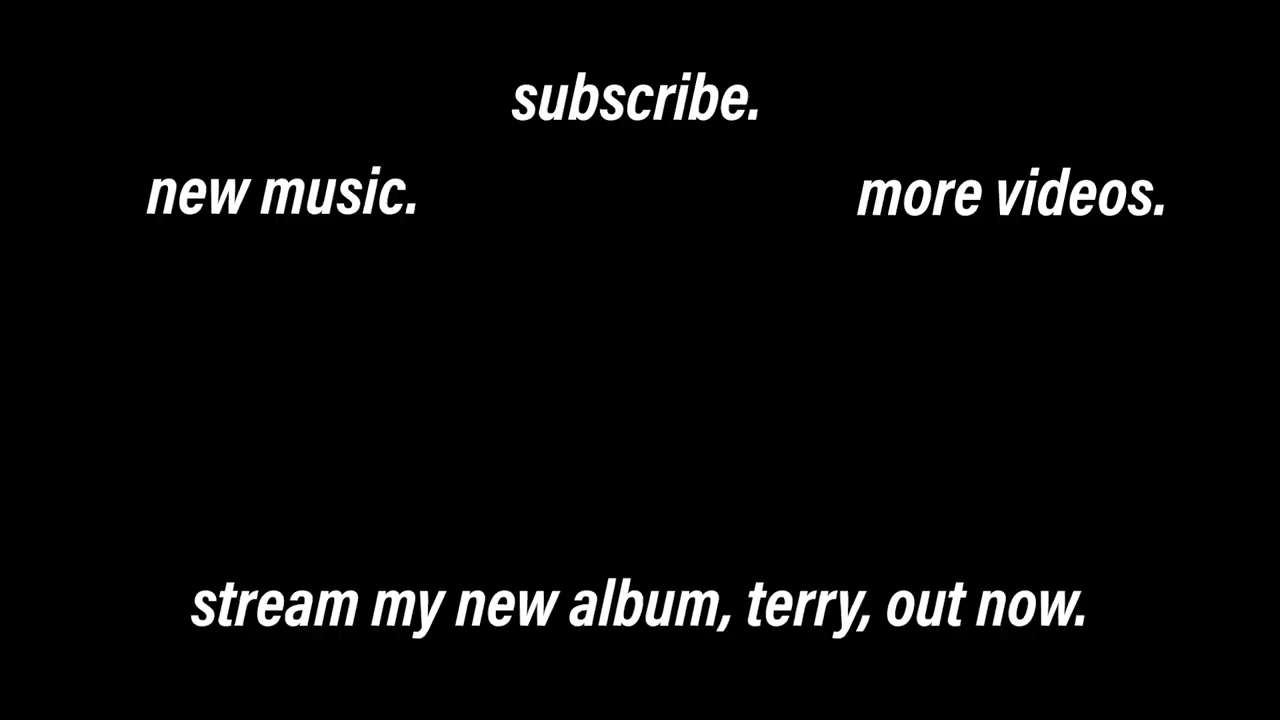 subscribe.
new music.
more videos.
stream my new album, terry, out now.